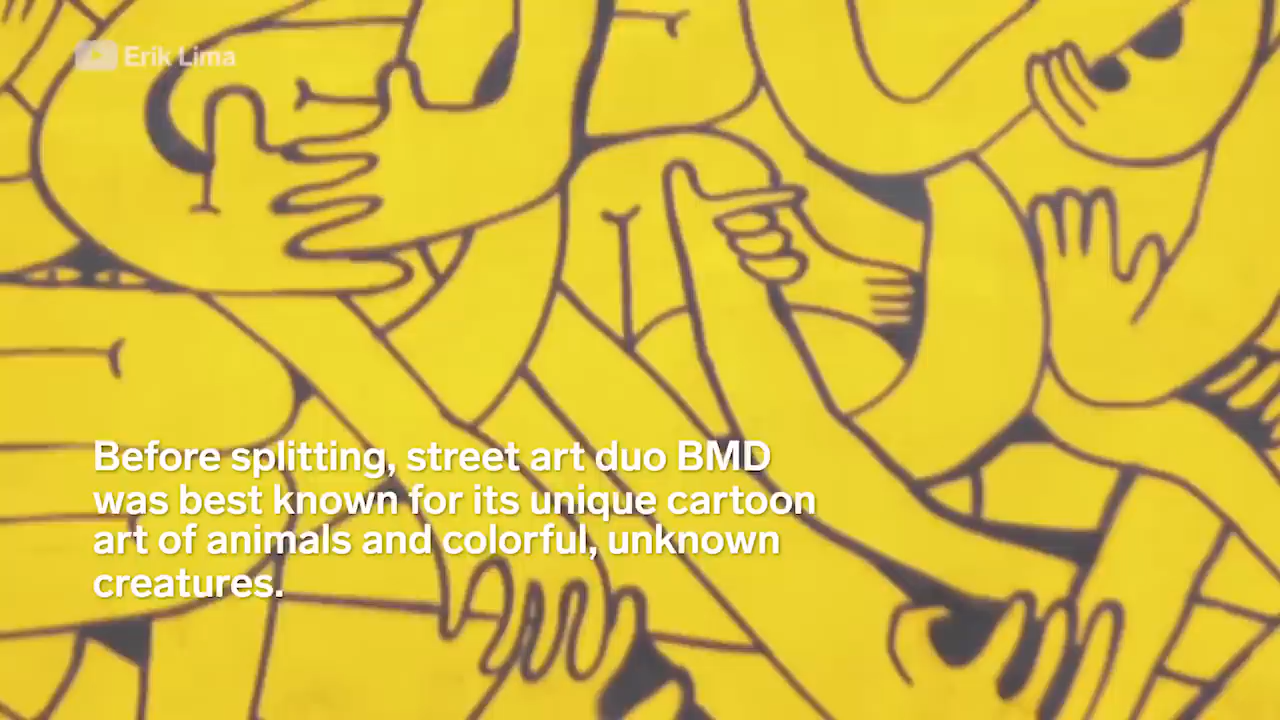 Erik Lima
Before splitting, street art duo BMD
was best known for its unique cartoon
art of animals and colorful, unknown
creatures.